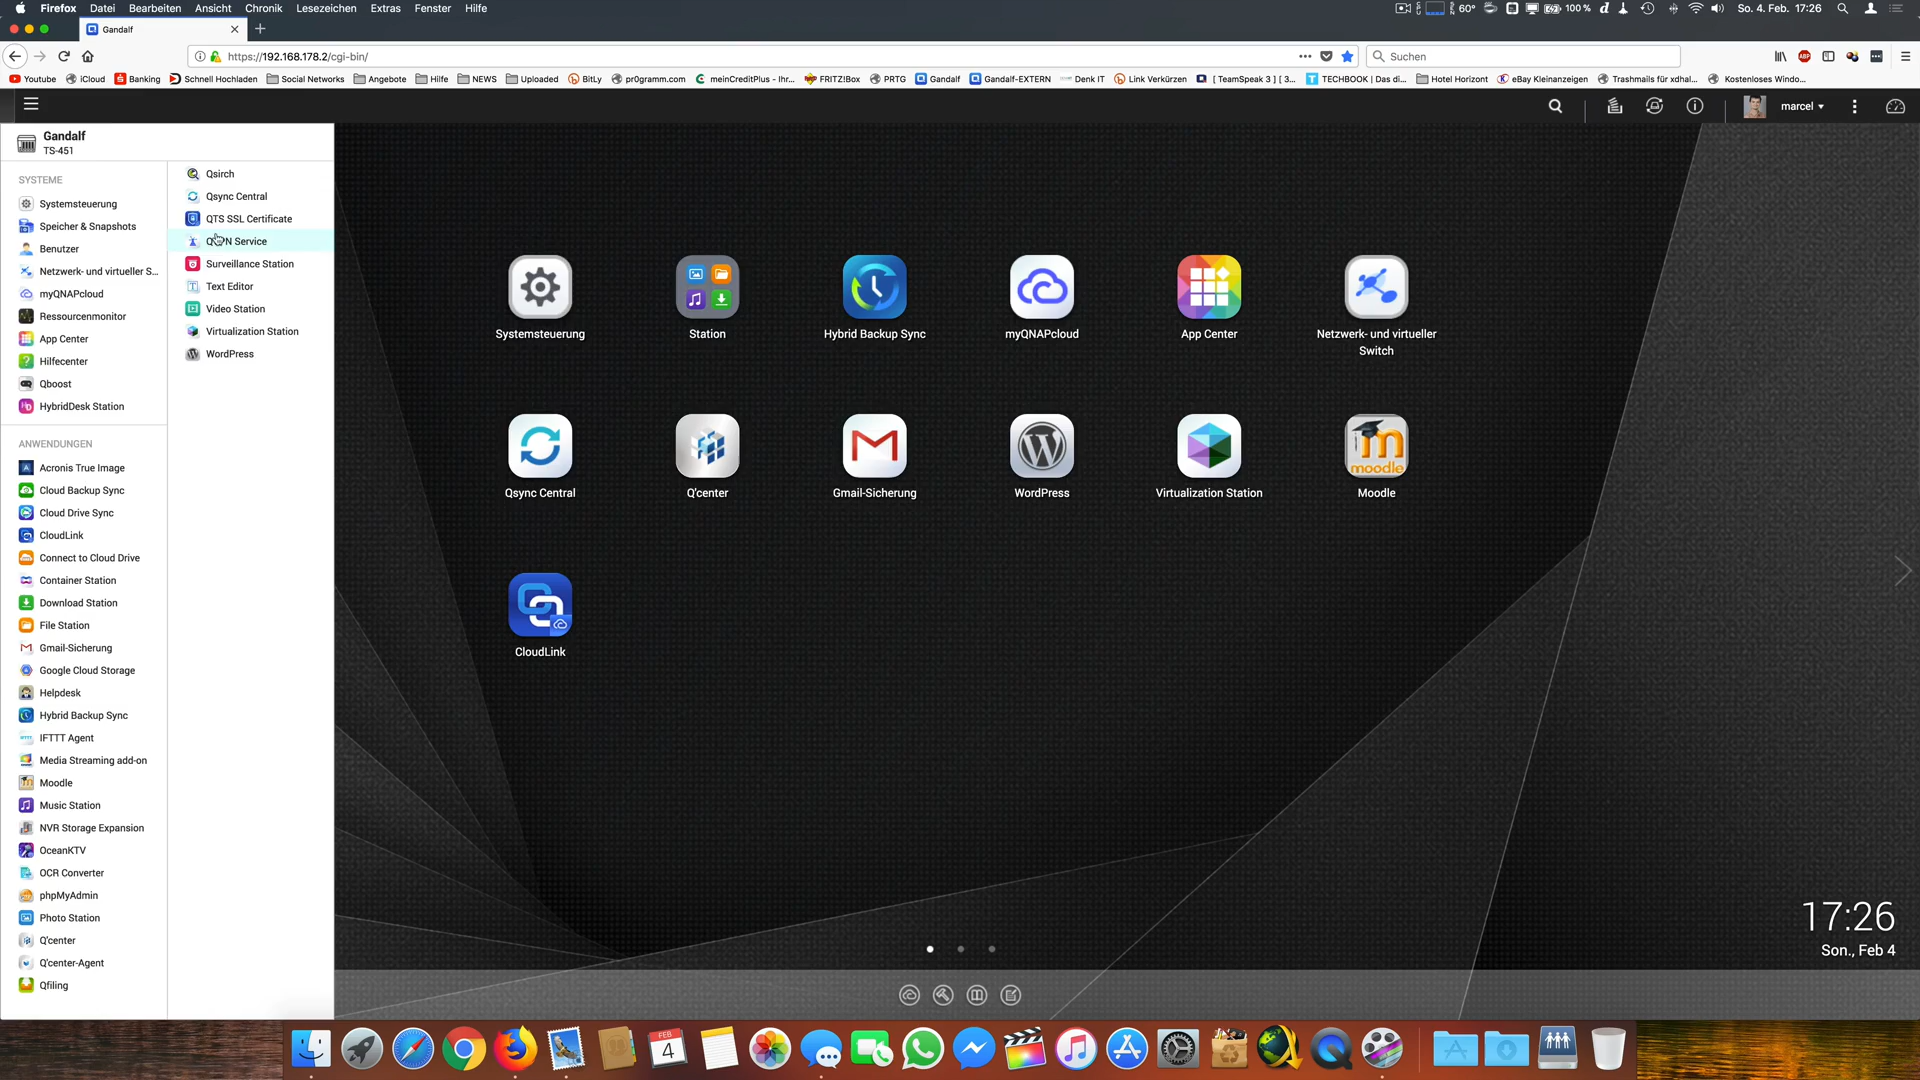 Firefox Datei Bearbeiten Ansicht Chronik Lesezeichen Extras Fenster Hilfe 60° 100 % So. 4. Feb. 17:26
Gandalf
https://192.168.178.2/cgi-bin/ Suchen
Youtube iCloud Banking Schnell Hochladen Social Networks Angebote Hilfe NEWS Uploaded BitLy pr0gramm.com meinCreditPlus - Ihr... FRITZ!Box PRTG Gandalf Gandalf-EXTERN Denk IT Link Verkürzen [ TeamSpeak 3 ] [ 3... TECHBOOK | Das di... Hotel Horizont eBay Kleinanzeigen Trashmails für xdhal... Kostenloses Windo...
marcel
Gandalf
TS-451
SYSTEME
Systemsteuerung
Speicher & Snapshots
Benutzer
Netzwerk- und virtueller S...
myQNAPcloud
Ressourcenmonitor
App Center
Hilfecenter
Qboost
HybridDesk Station
ANWENDUNGEN
Acronis True Image
Cloud Backup Sync
Cloud Drive Sync
CloudLink
Connect to Cloud Drive
Container Station
Download Station
File Station
Gmail-Sicherung
Google Cloud Storage
Helpdesk
Hybrid Backup Sync
IFTTT Agent
Media Streaming add-on
Moodle
Music Station
NVR Storage Expansion
OceanKTV
OCR Converter
phpMyAdmin
Photo Station
Q'center
Q'center-Agent
Qfiling
Qsirch
Qsync Central
QTS SSL Certificate
Service
Surveillance Station
Text Editor
Video Station
Virtualization Station
WordPress
Systemsteuerung Station Hybrid Backup Sync myQNAPcloud App Center Netzwerk- und virtueller
Switch
moodle
Qsync Central Q'center Gmail-Sicherung WordPress Virtualization Station Moodle
CloudLink
17:26
Son., Feb 4
FEB
4